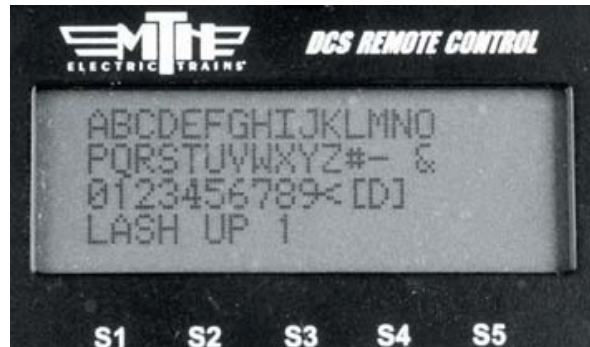 MTH
ELECTRIC TRAINS
DCS REMOTE CONTROL
ABCDEFGHIJKLMNO
PQRSTUVWXYZ#- &
0123456789<[D]
LASH UP 1
S1 S2 S3 S4 S5